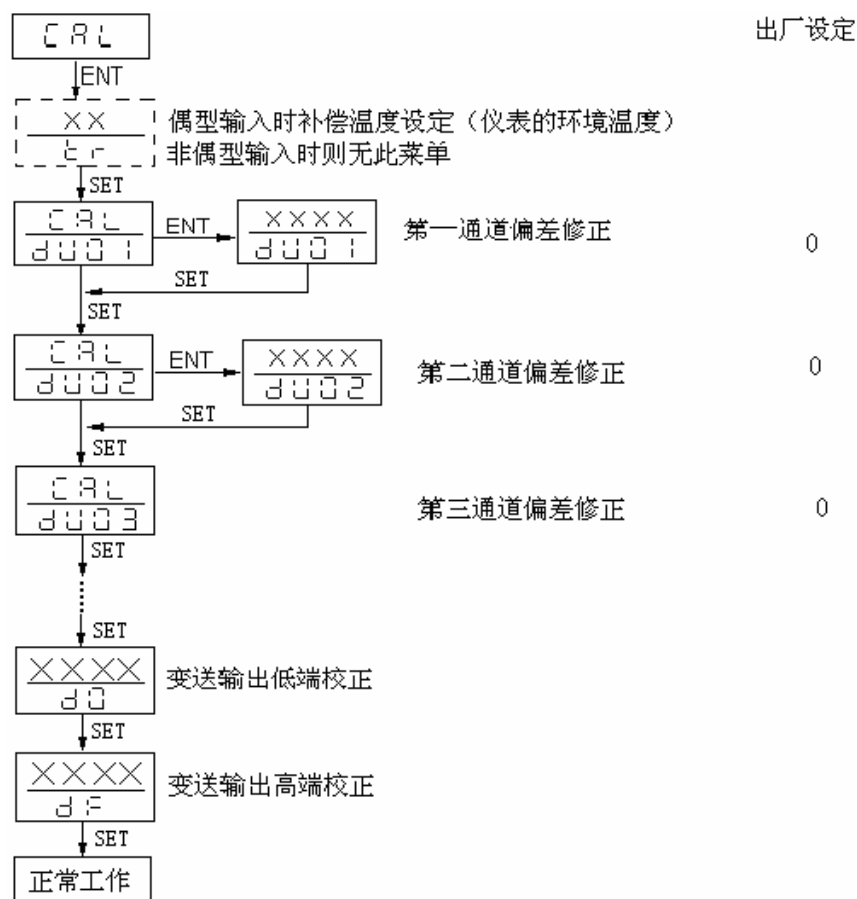 CAL
出厂设定
ENT
XX
tr
偶型输入时补偿温度设定（仪表的环境温度）
非偶型输入时则无此菜单
SET
CAL
dU01
ENT
XXXX
dU01
第一通道偏差修正
0
SET
SET
CAL
dU02
ENT
XXXX
dU02
第二通道偏差修正
0
SET
SET
CAL
dU03
第三通道偏差修正
0
SET
SET
XXXX
d0
变送输出低端校正
SET
XXXX
dF
变送输出高端校正
SET
正常工作